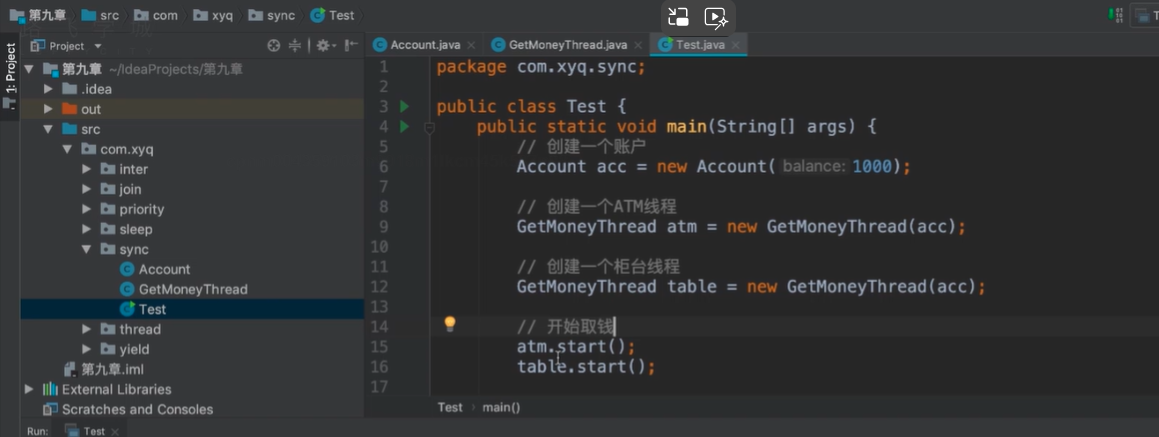 第九章 src com xyq sync Test
Project
1: Project
Account.java GetMoneyThread.java Test.java
第九章 ~/IdeaProjects/第九章
.idea
out
src
com.xyq
inter
join
priority
sleep
sync
Account
GetMoneyThread
Test
thread
yield
第九章.iml
External Libraries
Scratches and Consoles
1 package com.xyq.sync;
2
3 public class Test {
4 public static void main(String[] args) {
5 // 创建一个账户
6 Account acc = new Account( balance: 1000);
7
8 // 创建一个ATM线程
9 GetMoneyThread atm = new GetMoneyThread(acc);
10
11 // 创建一个柜台线程
12 GetMoneyThread table = new GetMoneyThread(acc);
13
14 // 开始取钱
15 atm.start();
16 table.start();
17
Test › main()
Run: Test